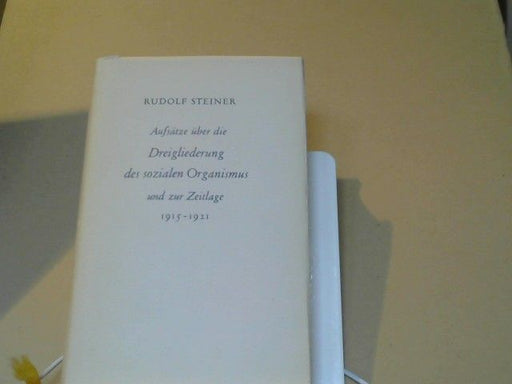 RUDOLF STEINER
Aufsätze über die
Dreigliederung
des sozialen Organismus
und zur Zeitlage
1915-1921